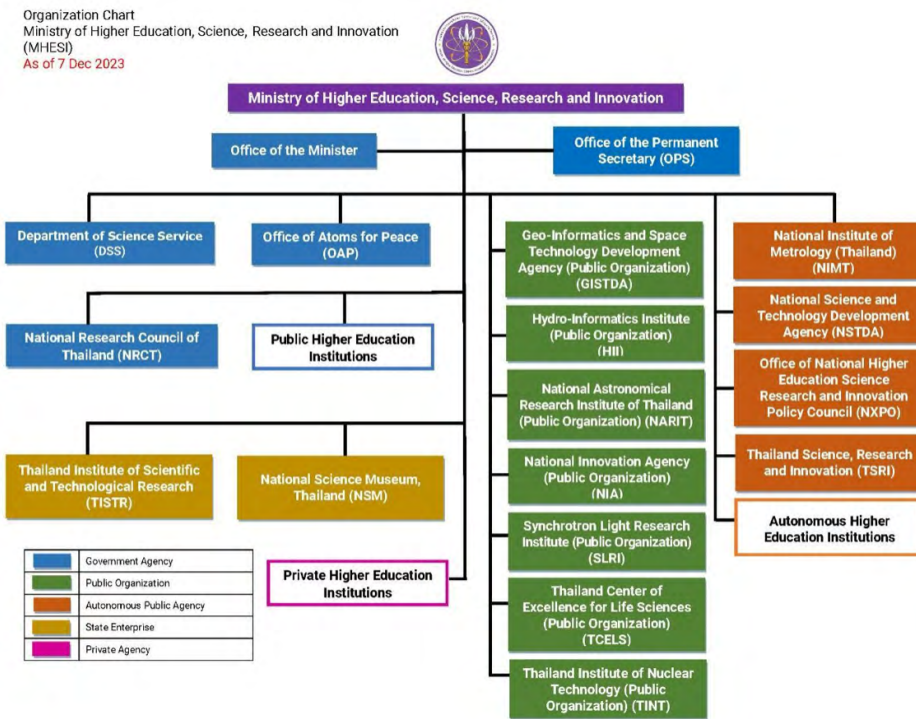 Organization Chart
Ministry of Higher Education, Science, Research and Innovation
(MHESI)
As of 7 Dec 2023
Ministry of Higher Education, Science, Research and Innovation
Office of the Minister
Office of the Permanent
Secretary (OPS)
Department of Science Service
(DSS)
Office of Atoms for Peace
(OAP)
National Research Council of
Thailand (NRCT)
Public Higher Education
Institutions
Thailand Institute of Scientific
and Technological Research
(TISTR)
National Science Museum,
Thailand (NSM)
Private Higher Education
Institutions
Geo-Informatics and Space
Technology Development
Agency (Public Organization)
(GISTDA)
Hydro-Informatics Institute
(Public Organization)
(HII)
National Astronomical
Research Institute of Thailand
(Public Organization) (NARIT)
National Innovation Agency
(Public Organization)
(NIA)
Synchrotron Light Research
Institute (Public Organization)
(SLRI)
Thailand Center of
Excellence for Life Sciences
(Public Organization)
(TCELS)
Thailand Institute of Nuclear
Technology (Public
Organization) (TINT)
National Institute of
Metrology (Thailand)
(NIMT)
National Science and
Technology Development
Agency (NSTDA)
Office of National Higher
Education Science
Research and Innovation
Policy Council (NXPO)
Thailand Science, Research
and Innovation (TSRI)
Autonomous Higher
Education Institutions
Government Agency
Public Organization
Autonomous Public Agency
State Enterprise
Private Agency